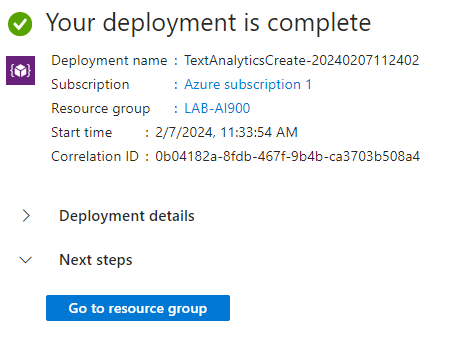 Your deployment is complete
Deployment name : TextAnalyticsCreate-20240207112402
Subscription : Azure subscription 1
Resource group : LAB-AI900
Start time : 2/7/2024, 11:33:54 AM
Correlation ID : 0b04182a-8fdb-467f-9b4b-ca3703b508a4
Deployment details
Next steps
Go to resource group